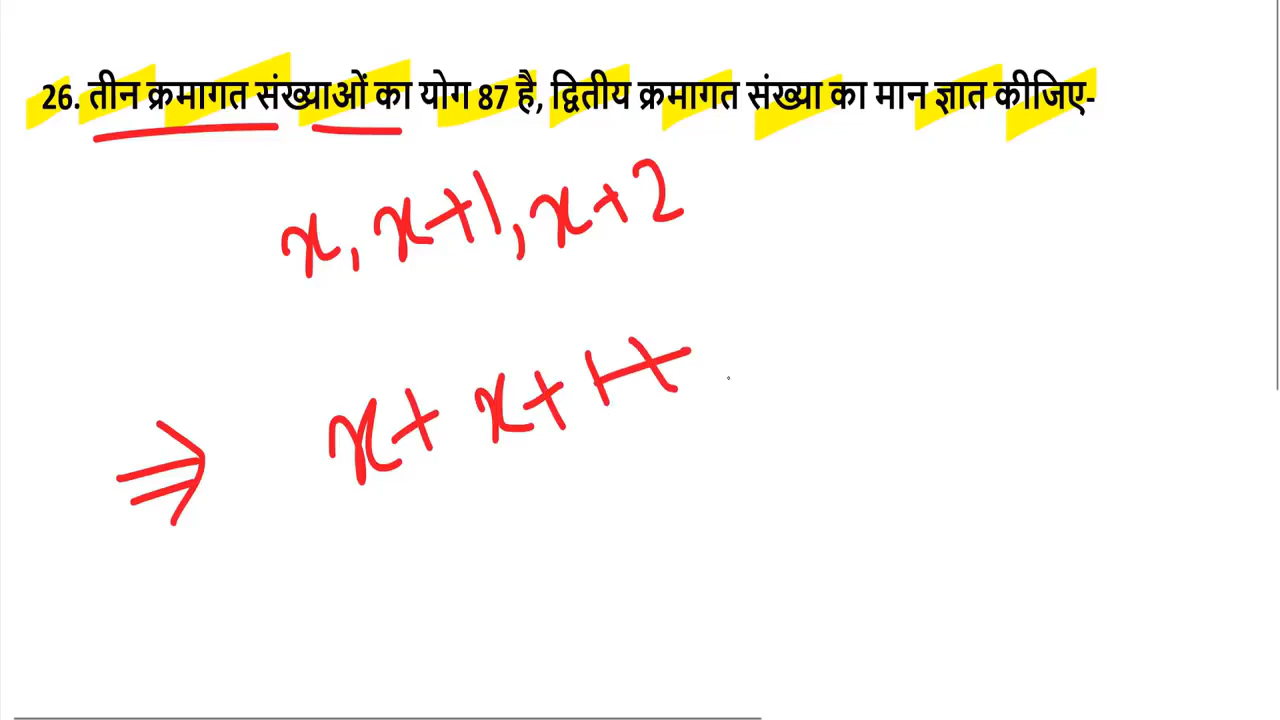 26. तीन क्रमागत संख्याओं का योग 87 है, द्वितीय क्रमागत संख्या का मान ज्ञात कीजिए-
x, x+1, x+2
⇒ x+ x+1+